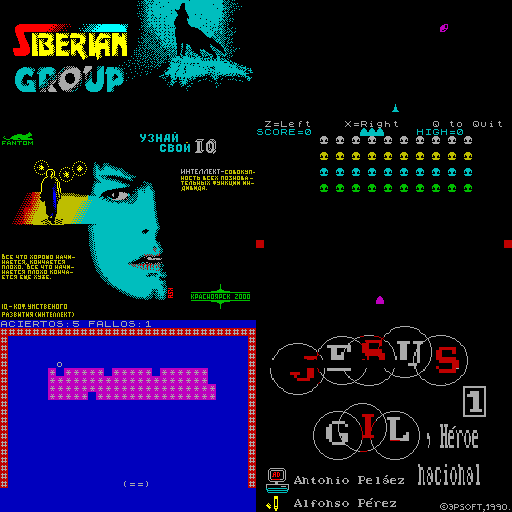 SIBERIAN
GROUP
FANTOM
УЗНАЙ
СВОЙ IQ
ИНТЕЛЛЕКТ-СОВОКУП-
НОСТЬ ВСЕХ ПОЗНОВА-
ТЕЛЬНЫХ ФУНКЦИЙ ИН-
ДИВИДА.
ВСЕ ЧТО ХОРОШО НАЧИ-
НАЕТСЯ, КОНЧАЕТСЯ
ПЛОХО. ВСЕ ЧТО НАЧИ-
НАЕТСЯ ПЛОХО КОНЧА-
ЕТСЯ ЕЩЕ ХУЖЕ.
КРАСНОЯРСК 2000
IQ-КОФ.УМСТВЕНОГО
РАЗВИТИЯ(ИНТЕЛЛЕКТ)
Z=Left X=Right Q to Quit
SCORE=0 HIGH=0
ACIERTOS:5 FALLOS:1
(==)
JERUS
1
GIL, Héroe
nacional
Antonio Peláez
Alfonso Pérez
©3PSOFT,1990.